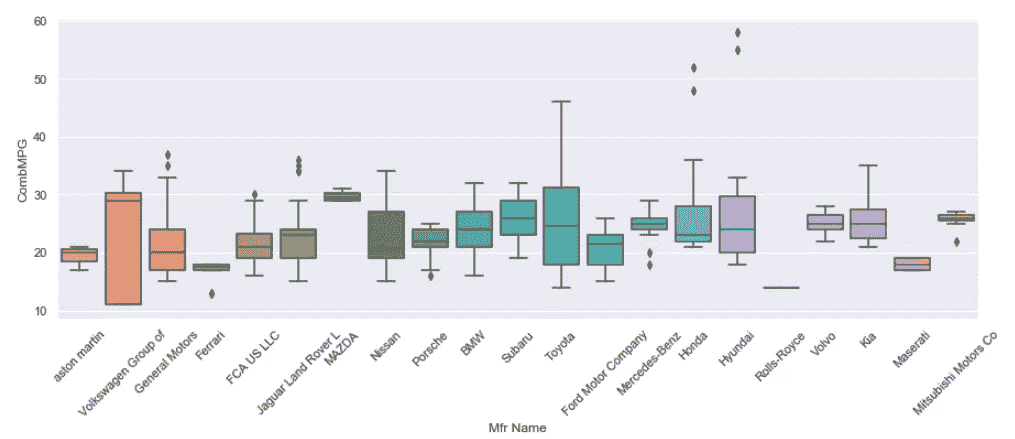 60
50
40
30
20
10
CombMPG
aston martin
Volkswagen Group of
General Motors
Ferrari
FCA US LLC
Jaguar Land Rover L
MAZDA
Nissan
Porsche
BMW
Subaru
Toyota
Ford Motor Company
Mercedes-Benz
Honda
Hyundai
Rolls-Royce
Volvo
Kia
Maserati
Mitsubishi Motors Co
Mfr Name